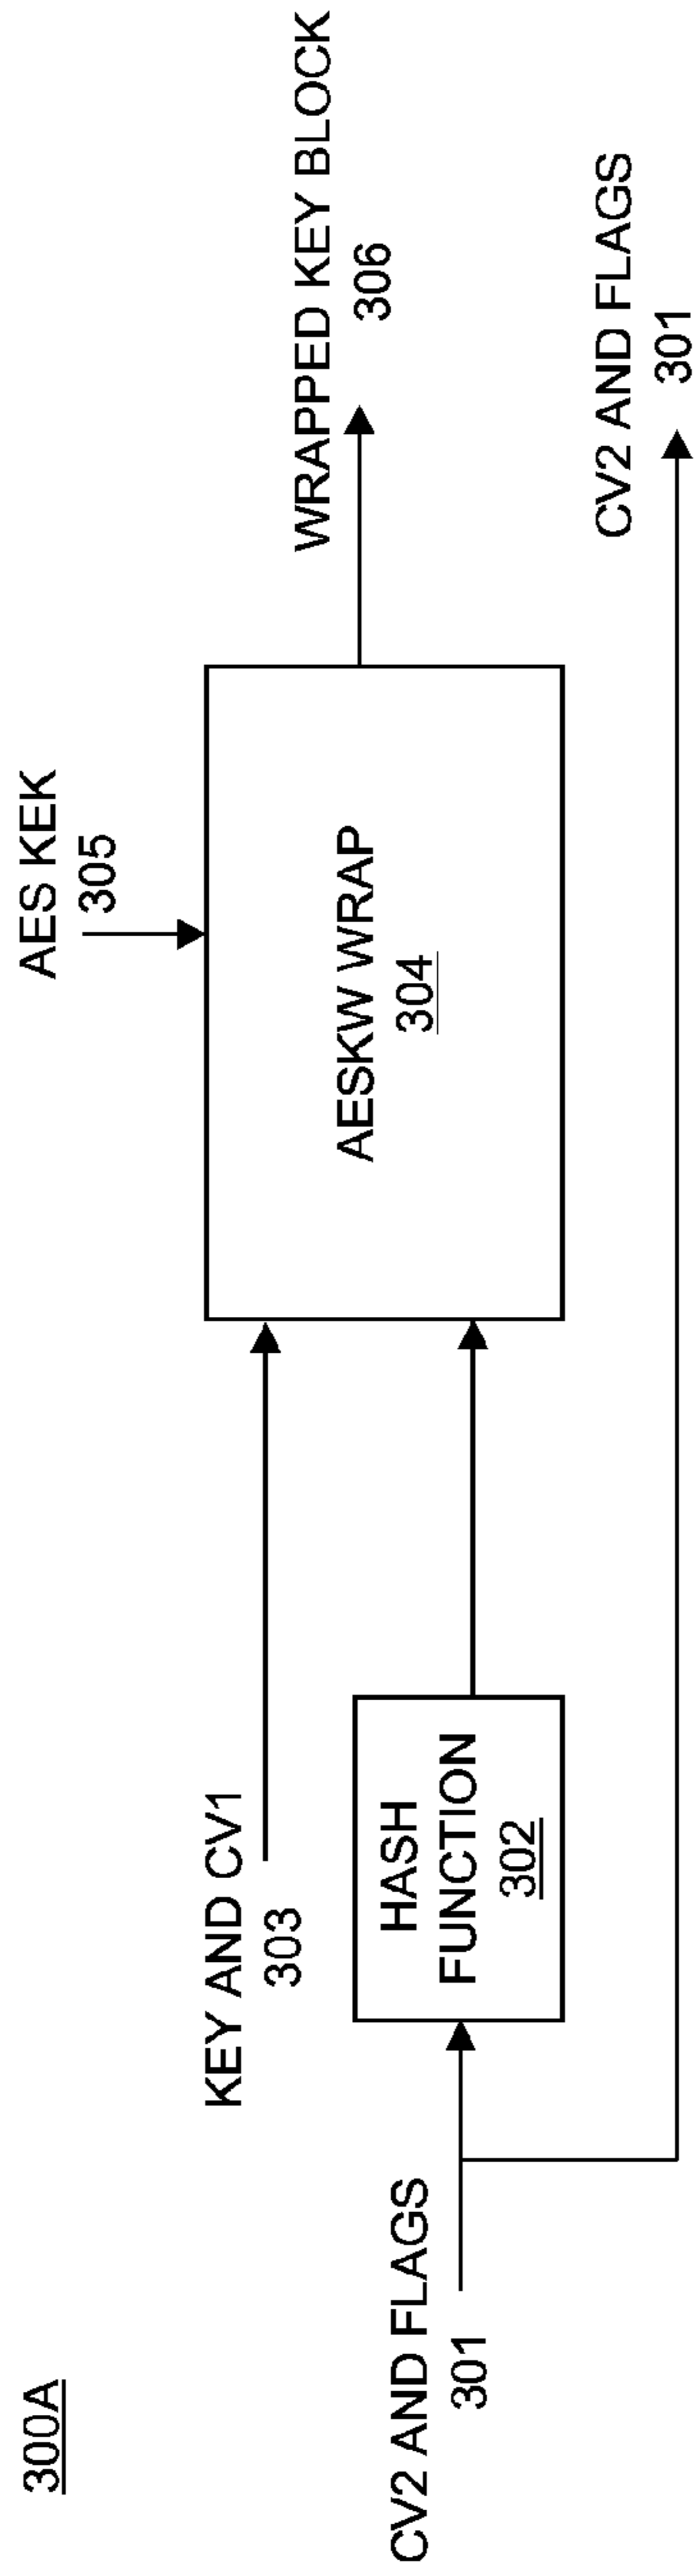 300A
AES KEK
305
KEY AND CV1
303
AESKW WRAP
304
WRAPPED KEY BLOCK
306
CV2 AND FLAGS
301
HASH
FUNCTION
302
CV2 AND FLAGS
301